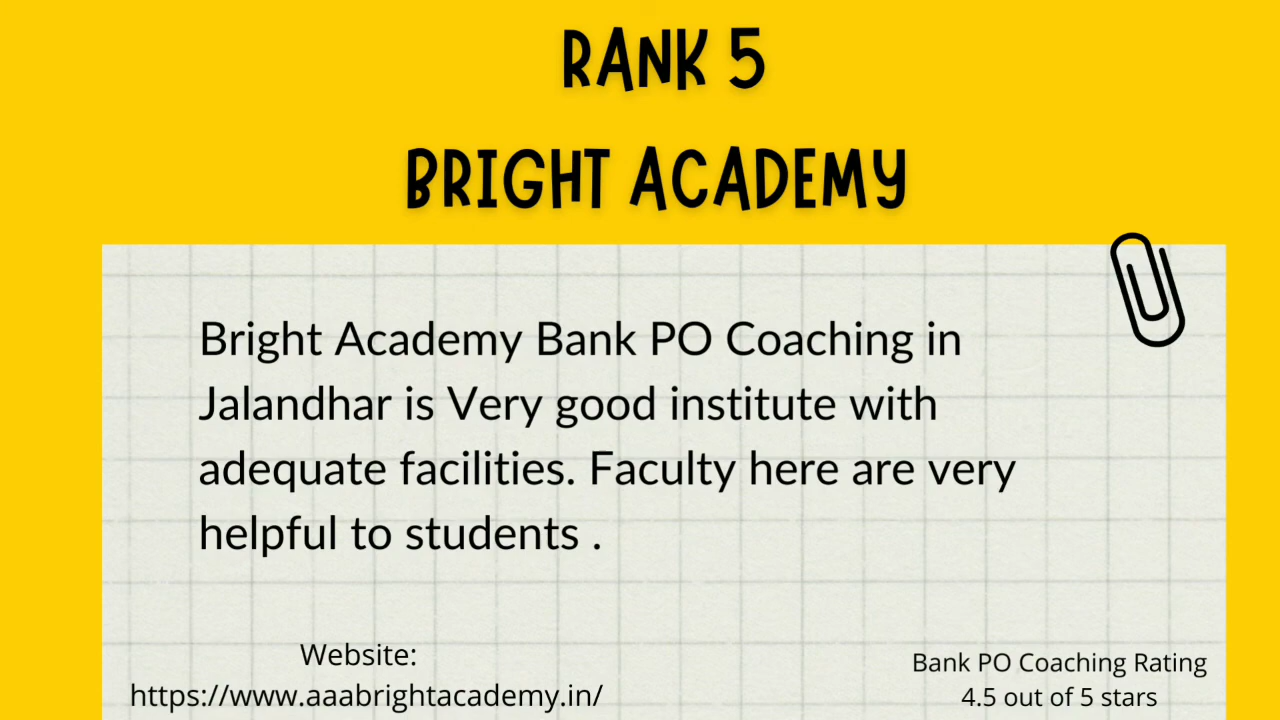 RANK 5
BRIGHT ACADEMY
Bright Academy Bank PO Coaching in
Jalandhar is Very good institute with
adequate facilities. Faculty here are very
helpful to students .
Website:
https://www.aaabrightacademy.in/
Bank PO Coaching Rating
4.5 out of 5 stars